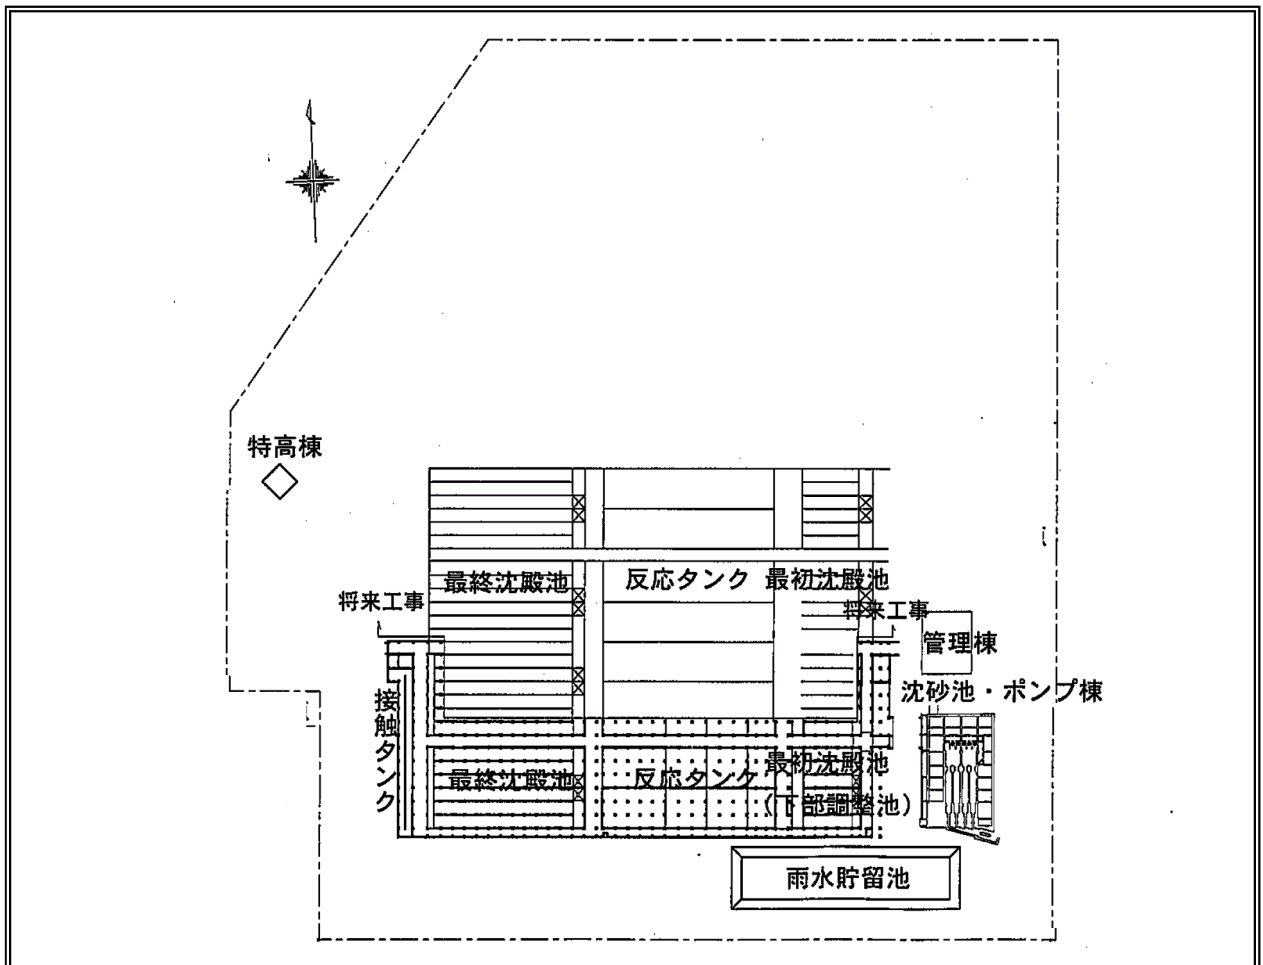 特高棟
最終沈殿池
反応タンク
最初沈殿池
将来工事
将来工事
管理棟
沈砂池・ポンプ棟
接触タンク
最終沈殿池
反応タンク
最初沈殿池
(下部調整池)
雨水貯留池